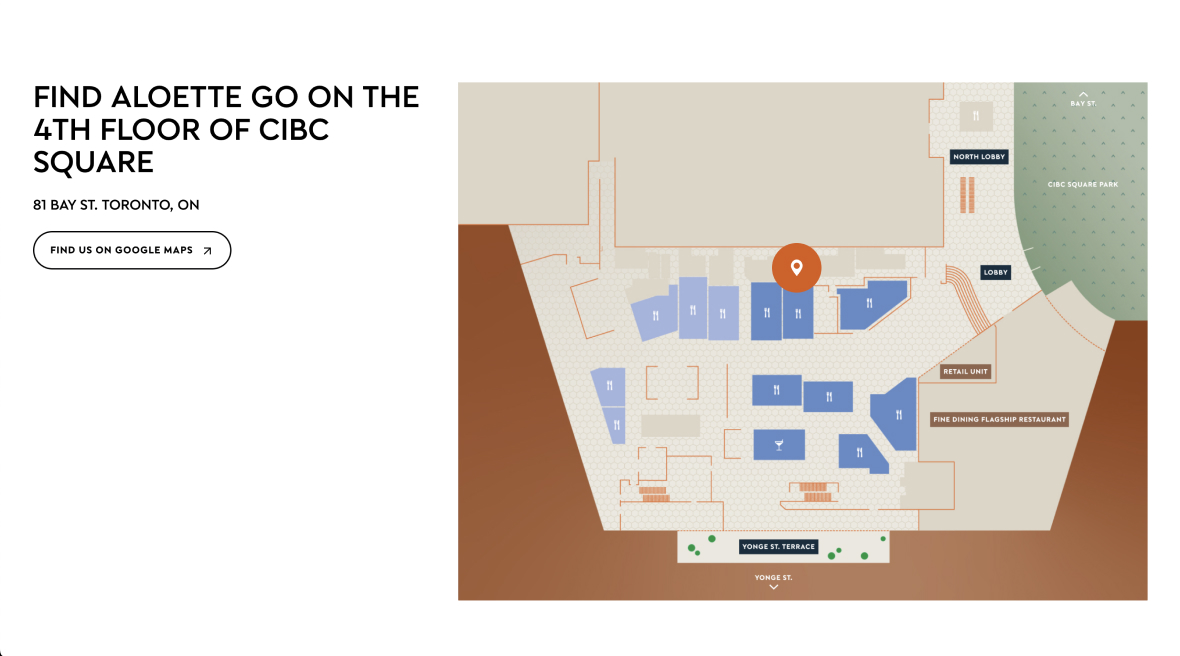 FIND ALOETTE GO ON THE
4TH FLOOR OF CIBC
SQUARE
81 BAY ST. TORONTO, ON
FIND US ON GOOGLE MAPS
BAY ST.
NORTH LOBBY
CIBC SQUARE PARK
LOBBY
RETAIL UNIT
FINE DINING FLAGSHIP RESTAURANT
YONGE ST. TERRACE
YONGE ST.